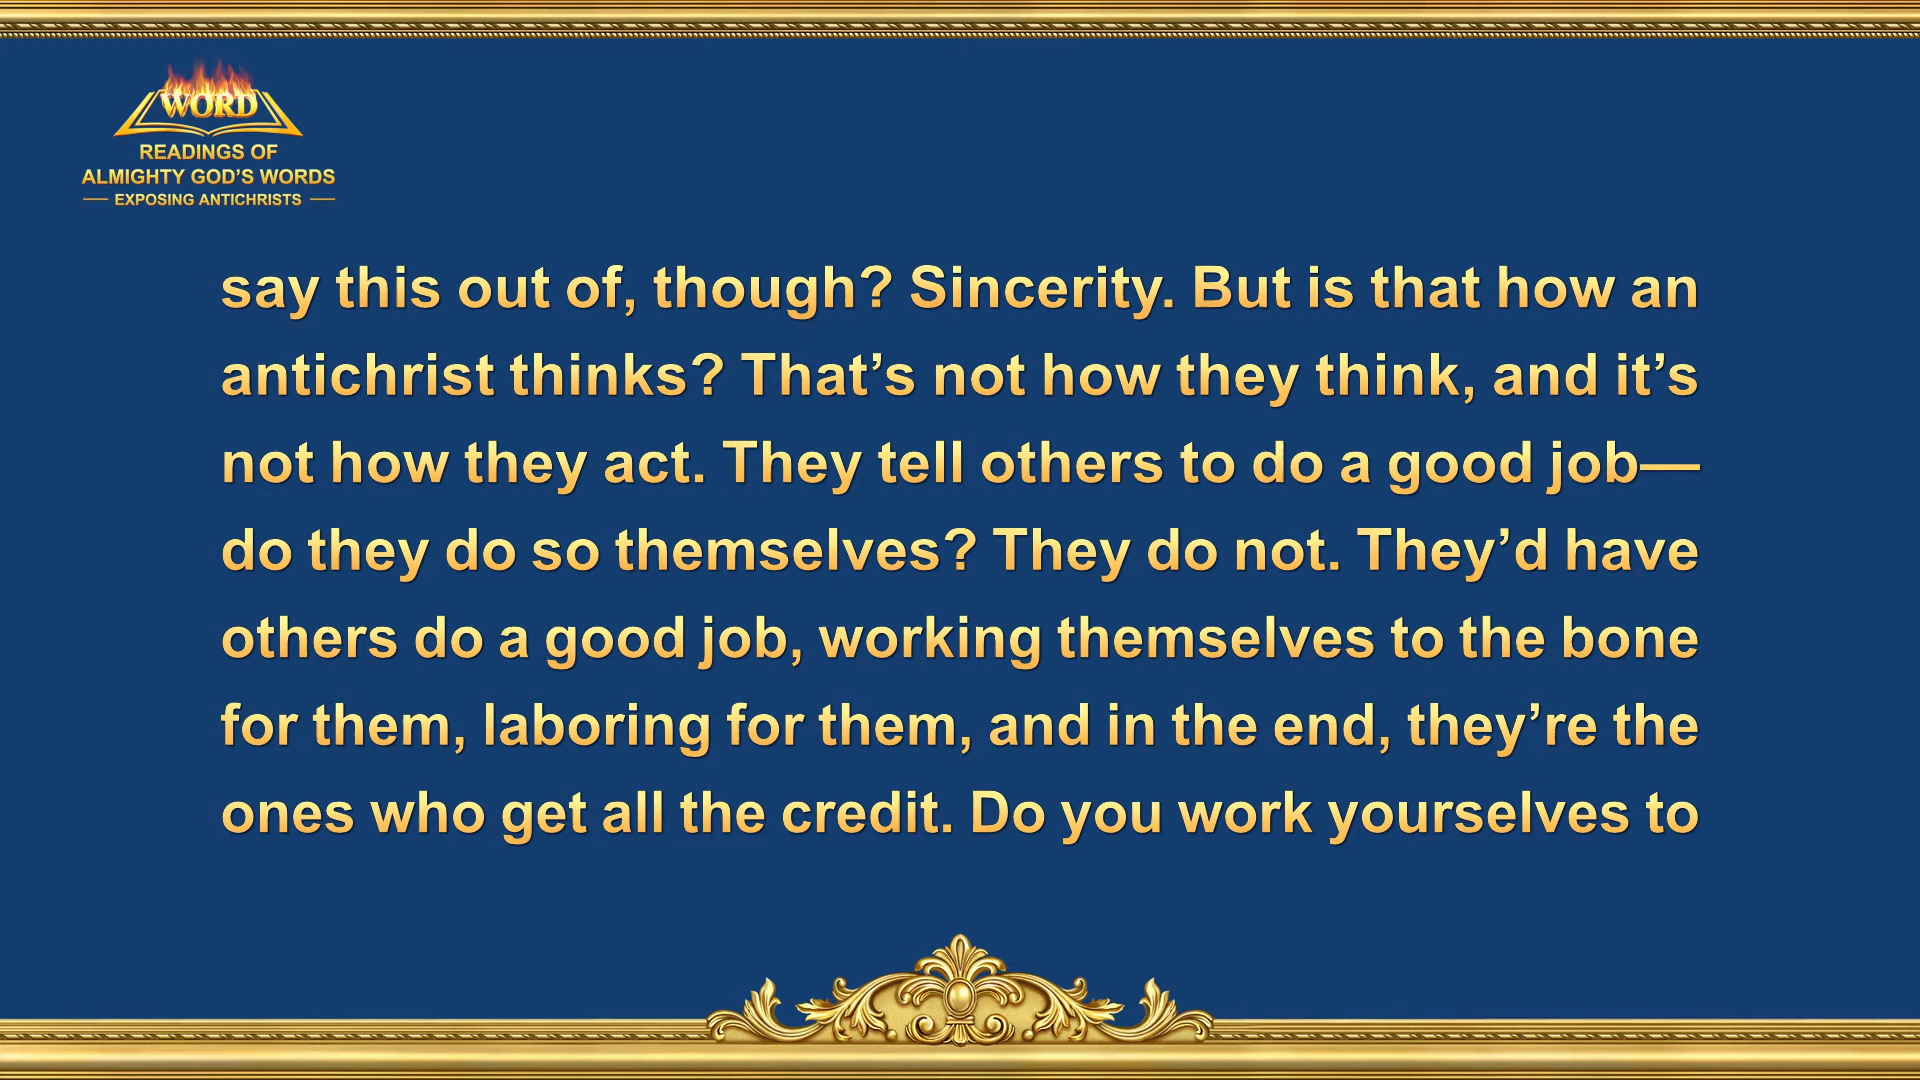 WORD
READINGS OF
ALMIGHTY GOD’S WORDS
EXPOSING ANTICHRISTS
say this out of, though? Sincerity. But is that how an
antichrist thinks? That’s not how they think, and it’s
not how they act. They tell others to do a good job—
do they do so themselves? They do not. They’d have
others do a good job, working themselves to the bone
for them, laboring for them, and in the end, they’re the
ones who get all the credit. Do you work yourselves to